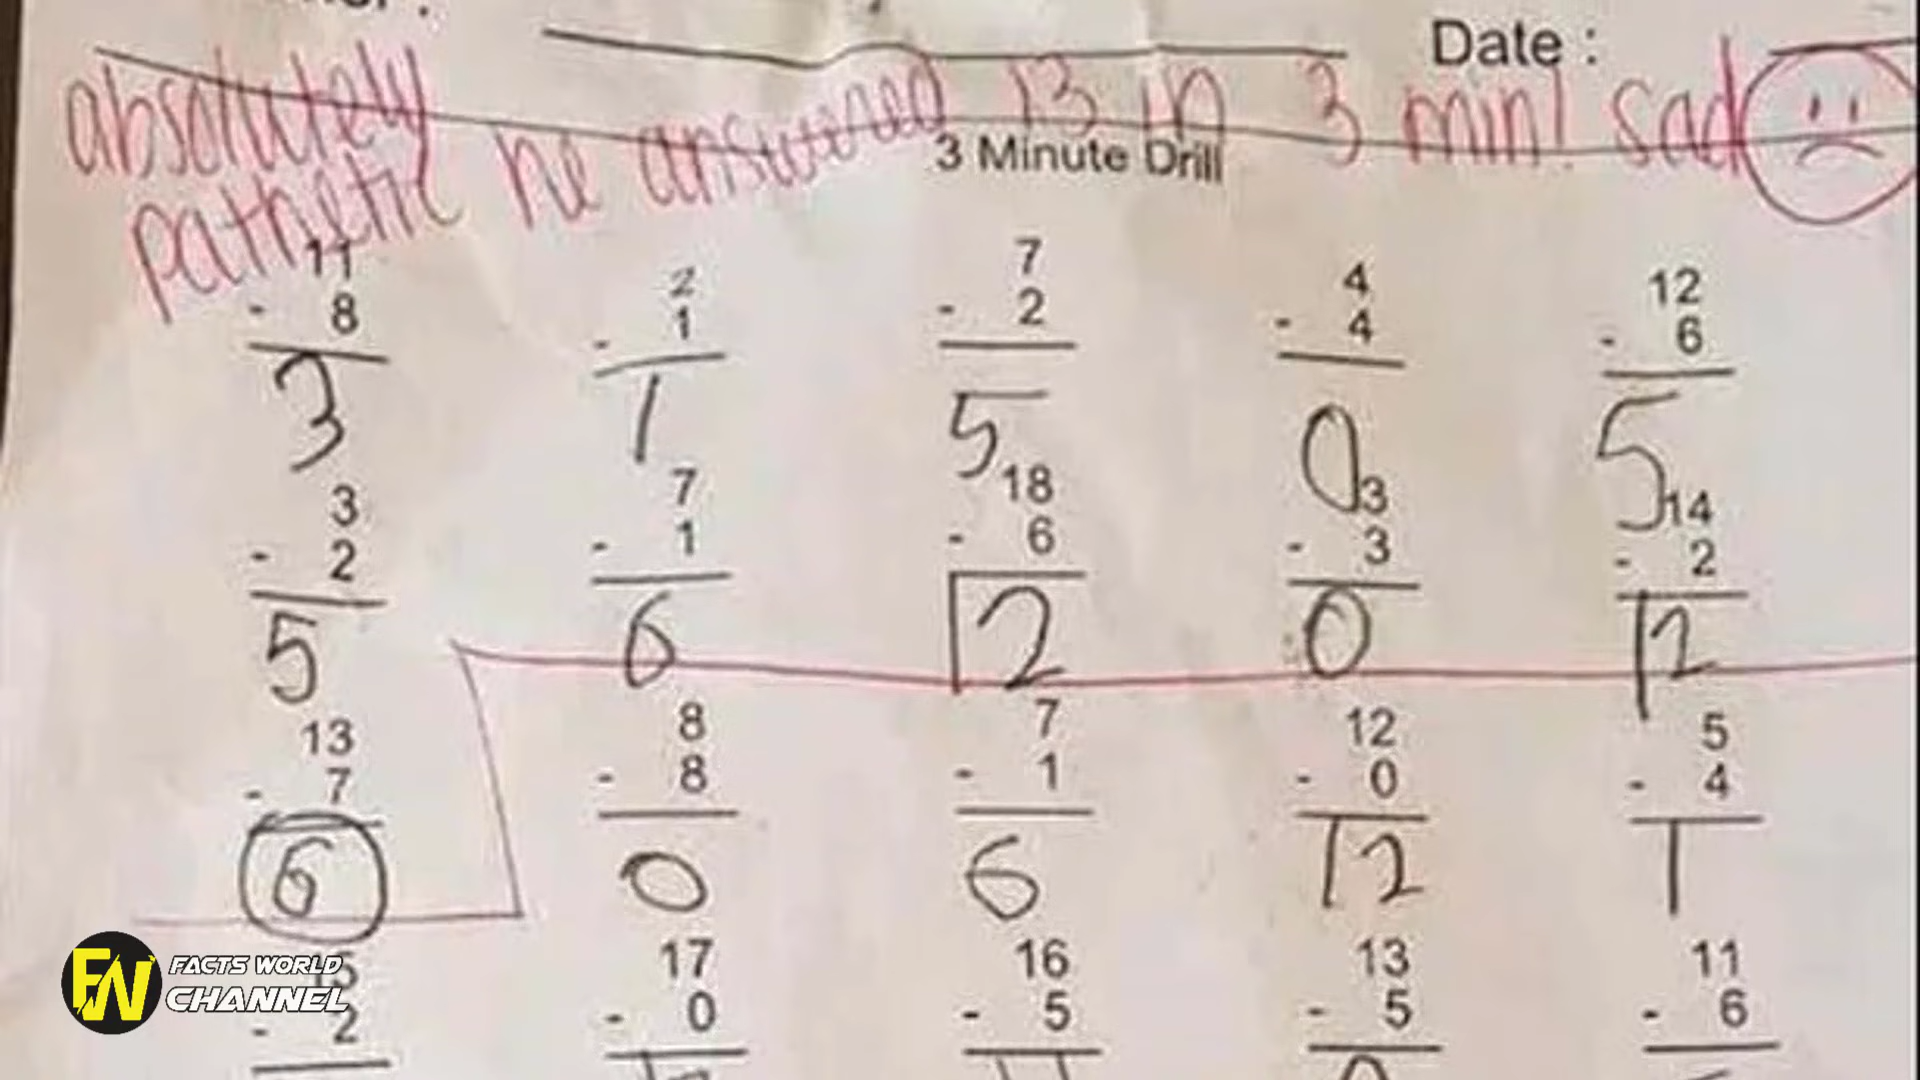 Date :
absolutely
pathetic he answered 13 in 3 min! sad
3 Minute Drill
11 2 7 4 12
- 8 - 1 - 2 - 4 - 6
3 1 5 0 5
3 7 18 3 14
- 2 - 1 - 6 - 3 - 2
5 6 12 0 12
13 8 7 12 5
- 7 - 8 - 1 - 0 - 4
6 0 6 12 1
15 17 16 13 11
- 2 - 0 - 5 - 5 - 6
FW FACTS WORLD
CHANNEL